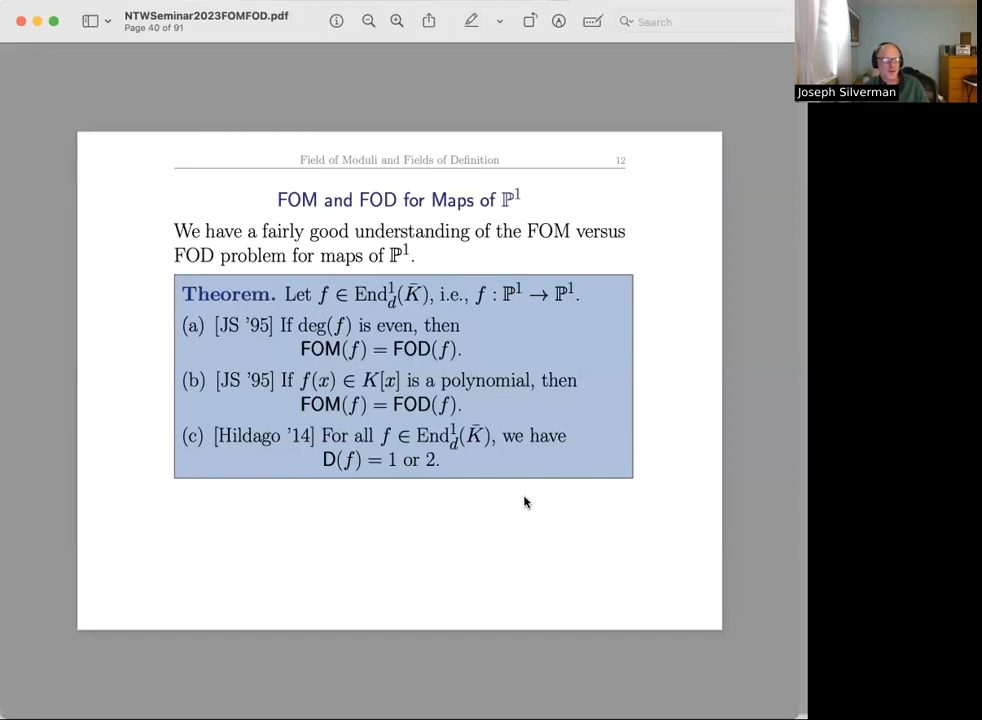 NTWSeminar2023FOMFOD.pdf
Page 40 of 91
Search
Joseph Silverman
Field of Moduli and Fields of Definition 12
FOM and FOD for Maps of ℙ¹
We have a fairly good understanding of the FOM versus
FOD problem for maps of ℙ¹.
Theorem. Let f ∈ End¹_d(K̄), i.e., f : ℙ¹ → ℙ¹.
(a) [JS '95] If deg(f) is even, then
FOM(f) = FOD(f).
(b) [JS '95] If f(x) ∈ K[x] is a polynomial, then
FOM(f) = FOD(f).
(c) [Hildago '14] For all f ∈ End¹_d(K̄), we have
D(f) = 1 or 2.